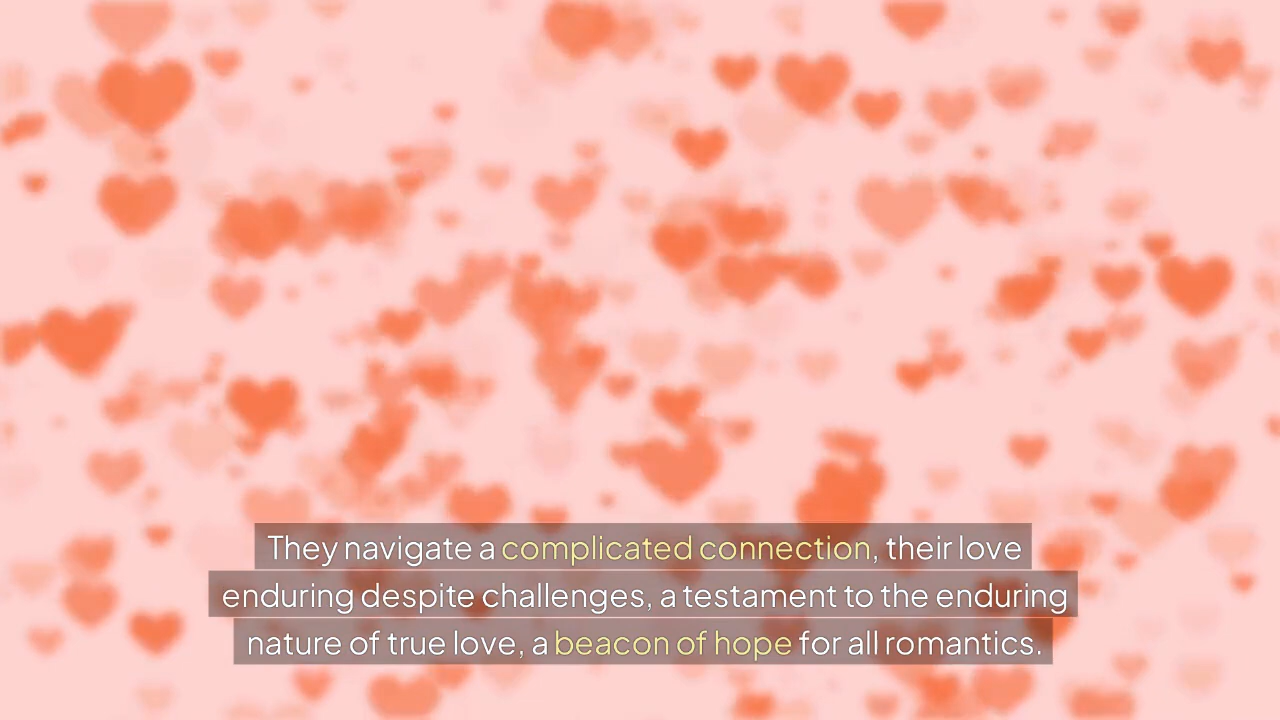 They navigate a complicated connection, their love
enduring despite challenges, a testament to the enduring
nature of true love, a beacon of hope for all romantics.